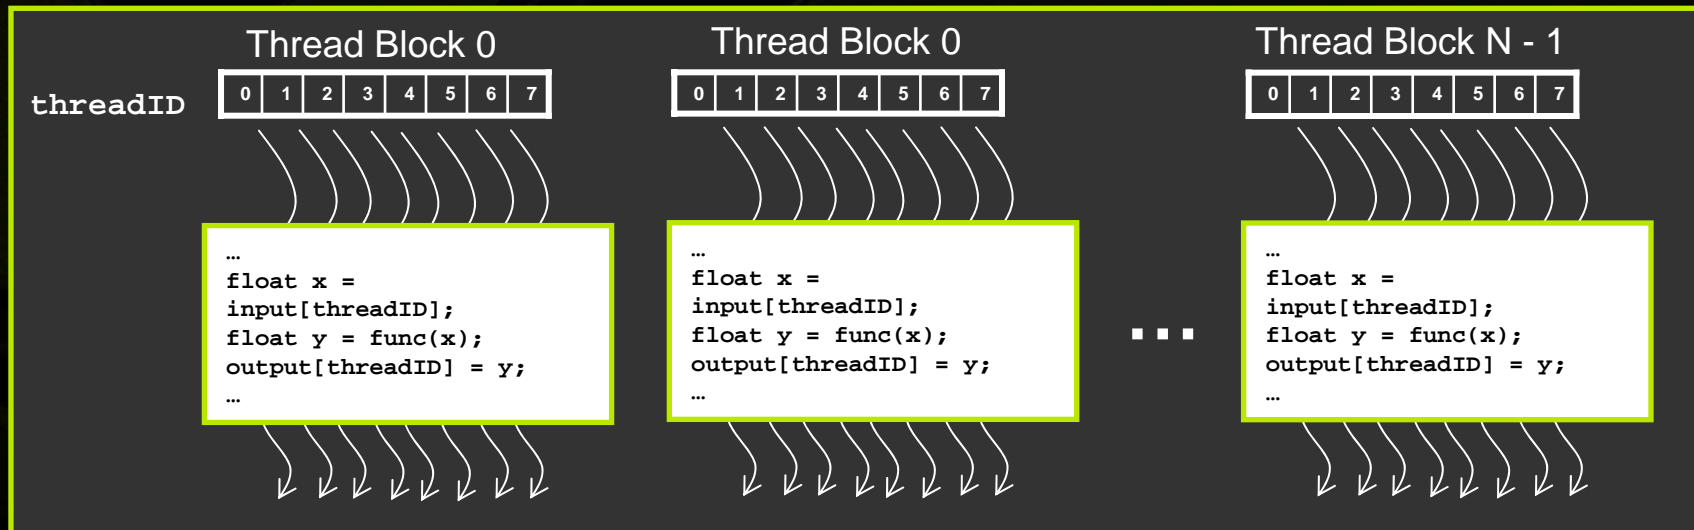 Thread Block 0
Thread Block 0
Thread Block N - 1
threadID
0 1 2 3 4 5 6 7
0 1 2 3 4 5 6 7
0 1 2 3 4 5 6 7
…
float x =
input[threadID];
float y = func(x);
output[threadID] = y;
…
…
float x =
input[threadID];
float y = func(x);
output[threadID] = y;
…
...
…
float x =
input[threadID];
float y = func(x);
output[threadID] = y;
…